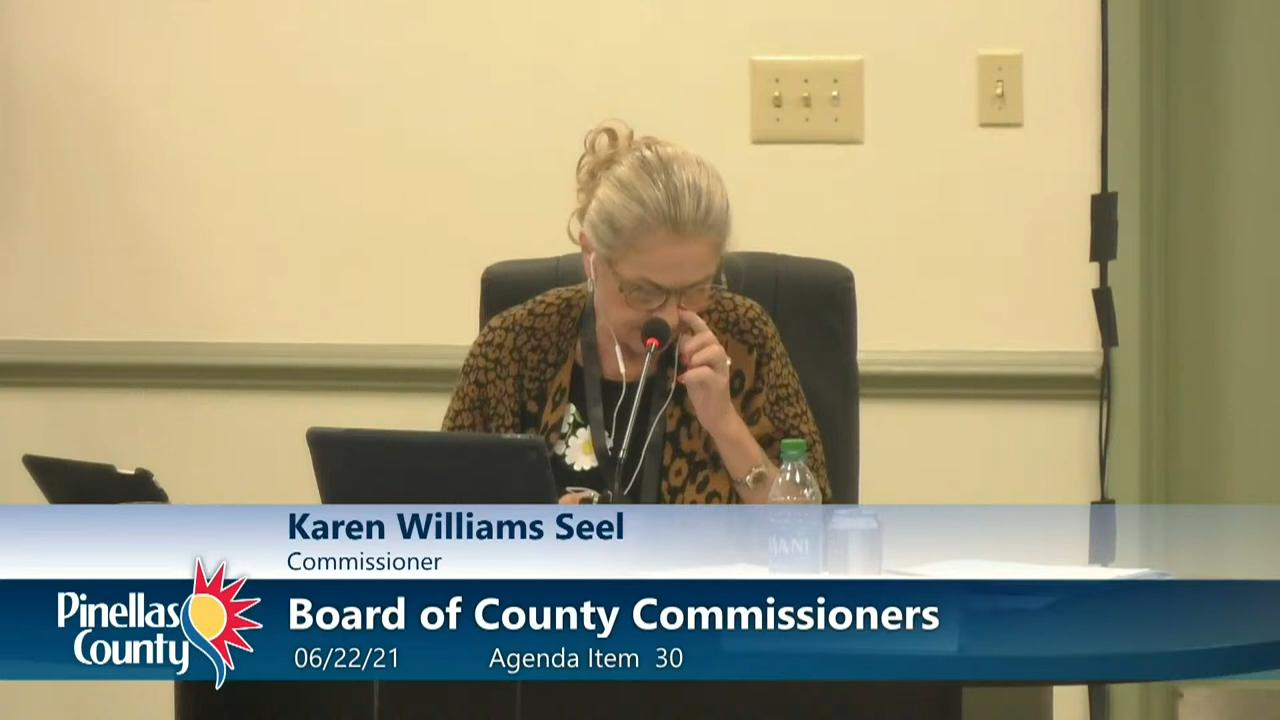 Karen Williams Seel
Commissioner
Pinellas
County
Board of County Commissioners
06/22/21 Agenda Item 30